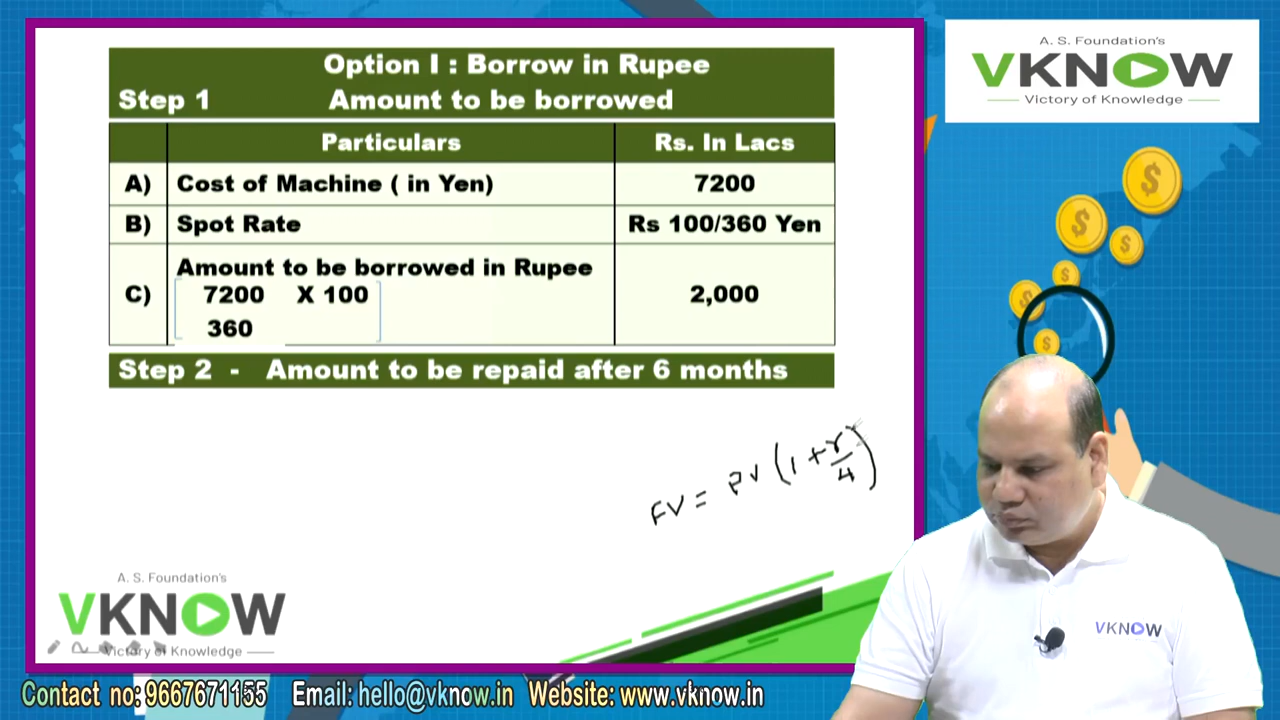 Option I : Borrow in Rupee
Step 1 Amount to be borrowed
Particulars Rs. In Lacs
A) Cost of Machine ( in Yen) 7200
B) Spot Rate Rs 100/360 Yen
Amount to be borrowed in Rupee
C) 7200 X 100 2,000
360
Step 2 - Amount to be repaid after 6 months
FV = PV (1 + r/4)
A. S. Foundation's
VKNOW
Victory of Knowledge
A. S. Foundation's
VKNOW
Victory of Knowledge
VKNOW
Contact no: 9667671155 Email: hello@vknow.in Website: www.vknow.in